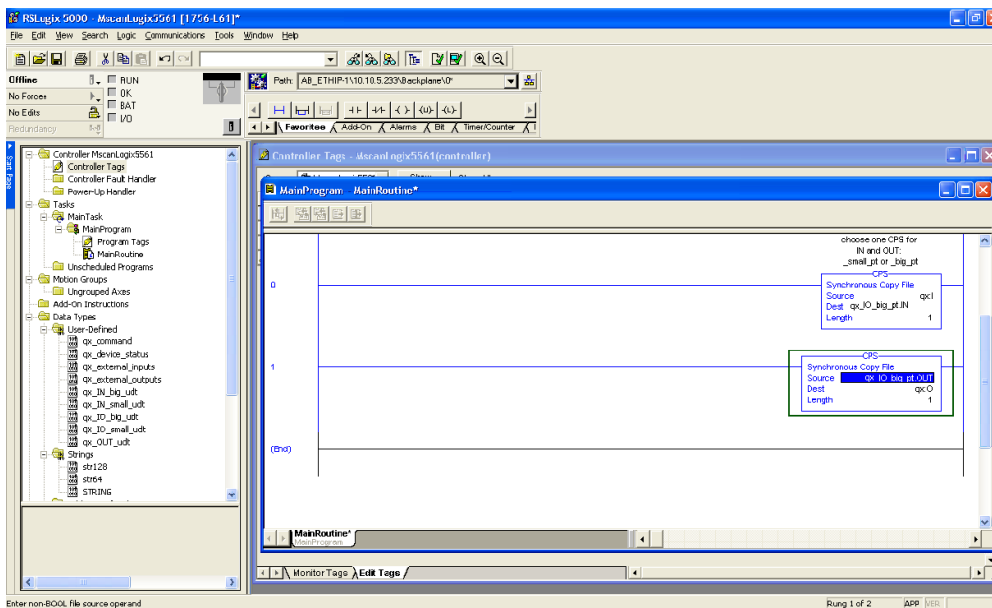 RSLogix 5000 - MscanLogix5561 [1756-L61]*
File Edit View Search Logic Communications Tools Window Help
Offline
RUN
No Forces
OK
No Edits
BAT
Redundancy
I/O
Path: AB_ETHIP-1\10.10.5.233\Backplane\0*
Favorites Add-On Alarms Bit Timer/Counter
Start Page
Controller MscanLogix5561
Controller Tags
Controller Fault Handler
Power-Up Handler
Tasks
MainTask
MainProgram
Program Tags
MainRoutine
Unscheduled Programs
Motion Groups
Ungrouped Axes
Add-On Instructions
Data Types
User-Defined
qx_command
qx_device_status
qx_external_inputs
qx_external_outputs
qx_IN_big_udt
qx_IN_small_udt
qx_IO_big_udt
qx_IO_small_udt
qx_OUT_udt
Strings
str128
str64
STRING
Controller Tags - MscanLogix5561(controller)
MainProgram - MainRoutine*
choose one CPS for
IN and OUT:
_small_pt or _big_pt
0
CPS
Synchronous Copy File
Source qx:I
Dest qx_IO_big_pt.IN
Length 1
1
CPS
Synchronous Copy File
Source qx_IO_big_pt.OUT
Dest qx:O
Length 1
(End)
MainRoutine*
MainProgram
Monitor Tags Edit Tags
Enter non-BOOL file source operand
Rung 1 of 2
APP
VER